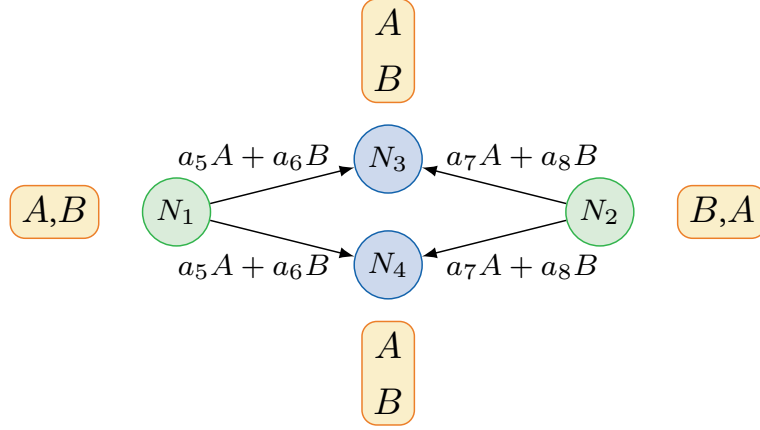 A
B
a₅A + a₆B
N₃
a₇A + a₈B
A,B
N₁
N₂
B,A
a₅A + a₆B
N₄
a₇A + a₈B
A
B